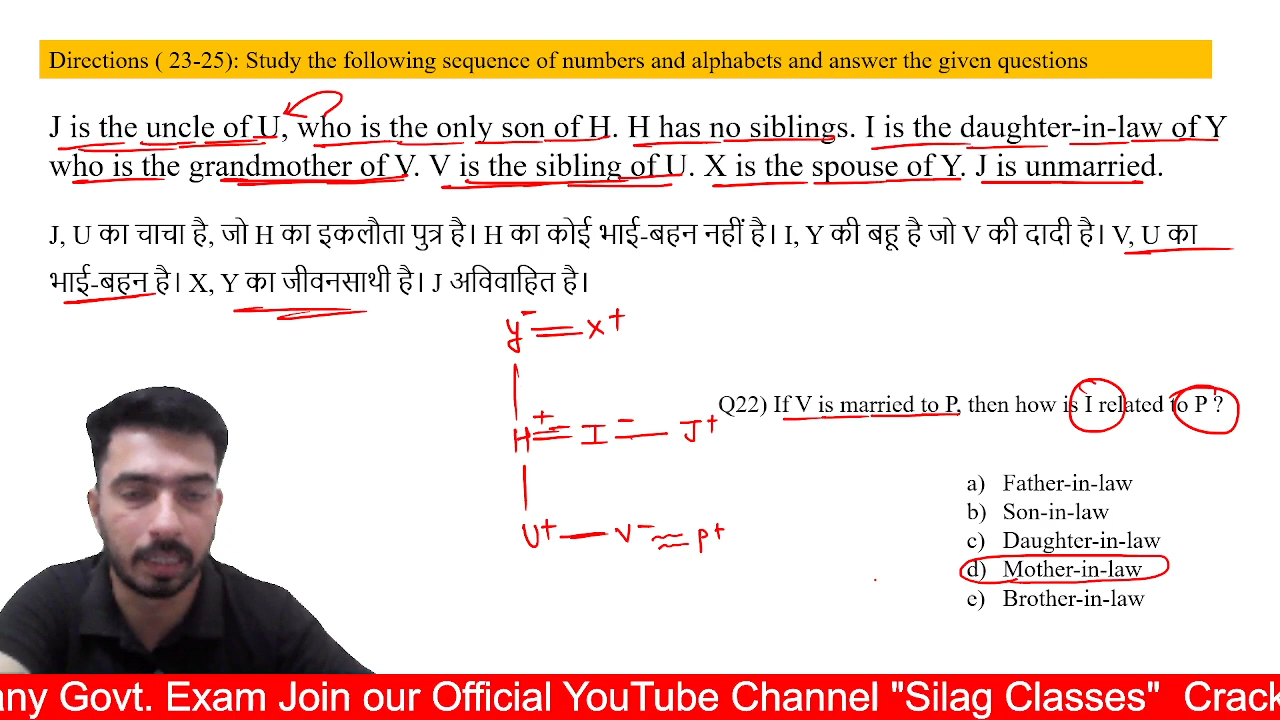 Directions ( 23-25): Study the following sequence of numbers and alphabets and answer the given questions
J is the uncle of U, who is the only son of H. H has no siblings. I is the daughter-in-law of Y
who is the grandmother of V. V is the sibling of U. X is the spouse of Y. J is unmarried.
J, U का चाचा है, जो H का इकलौता पुत्र है। H का कोई भाई-बहन नहीं है। I, Y की बहू है जो V की दादी है। V, U का
भाई-बहन है। X, Y का जीवनसाथी है। J अविवाहित है।
y⁻ = x⁺
Q22) If V is married to P, then how is I related to P ?
H⁺ = I⁻ — J⁺
a) Father-in-law
b) Son-in-law
U⁺ — V⁻ = P⁺
c) Daughter-in-law
d) Mother-in-law
e) Brother-in-law
any Govt. Exam Join our Official YouTube Channel "Silag Classes" Crack